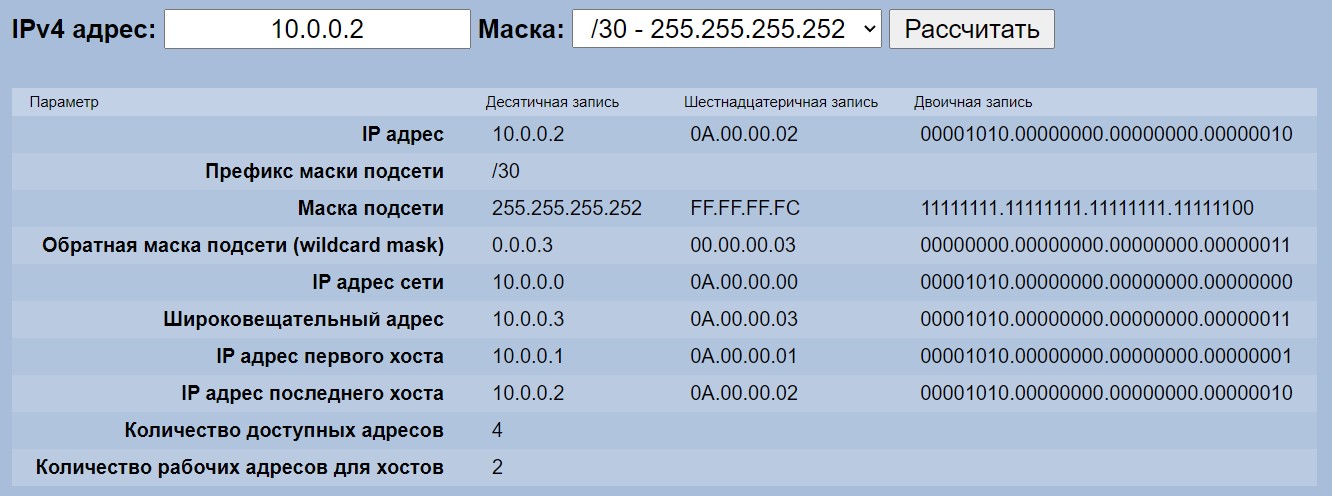 IPv4 адрес: 10.0.0.2 Маска: /30 - 255.255.255.252 Рассчитать
Параметр Десятичная запись Шестнадцатеричная запись Двоичная запись
IP адрес 10.0.0.2 0A.00.00.02 00001010.00000000.00000000.00000010
Префикс маски подсети /30
Маска подсети 255.255.255.252 FF.FF.FF.FC 11111111.11111111.11111111.11111100
Обратная маска подсети (wildcard mask) 0.0.0.3 00.00.00.03 00000000.00000000.00000000.00000011
IP адрес сети 10.0.0.0 0A.00.00.00 00001010.00000000.00000000.00000000
Широковещательный адрес 10.0.0.3 0A.00.00.03 00001010.00000000.00000000.00000011
IP адрес первого хоста 10.0.0.1 0A.00.00.01 00001010.00000000.00000000.00000001
IP адрес последнего хоста 10.0.0.2 0A.00.00.02 00001010.00000000.00000000.00000010
Количество доступных адресов 4
Количество рабочих адресов для хостов 2